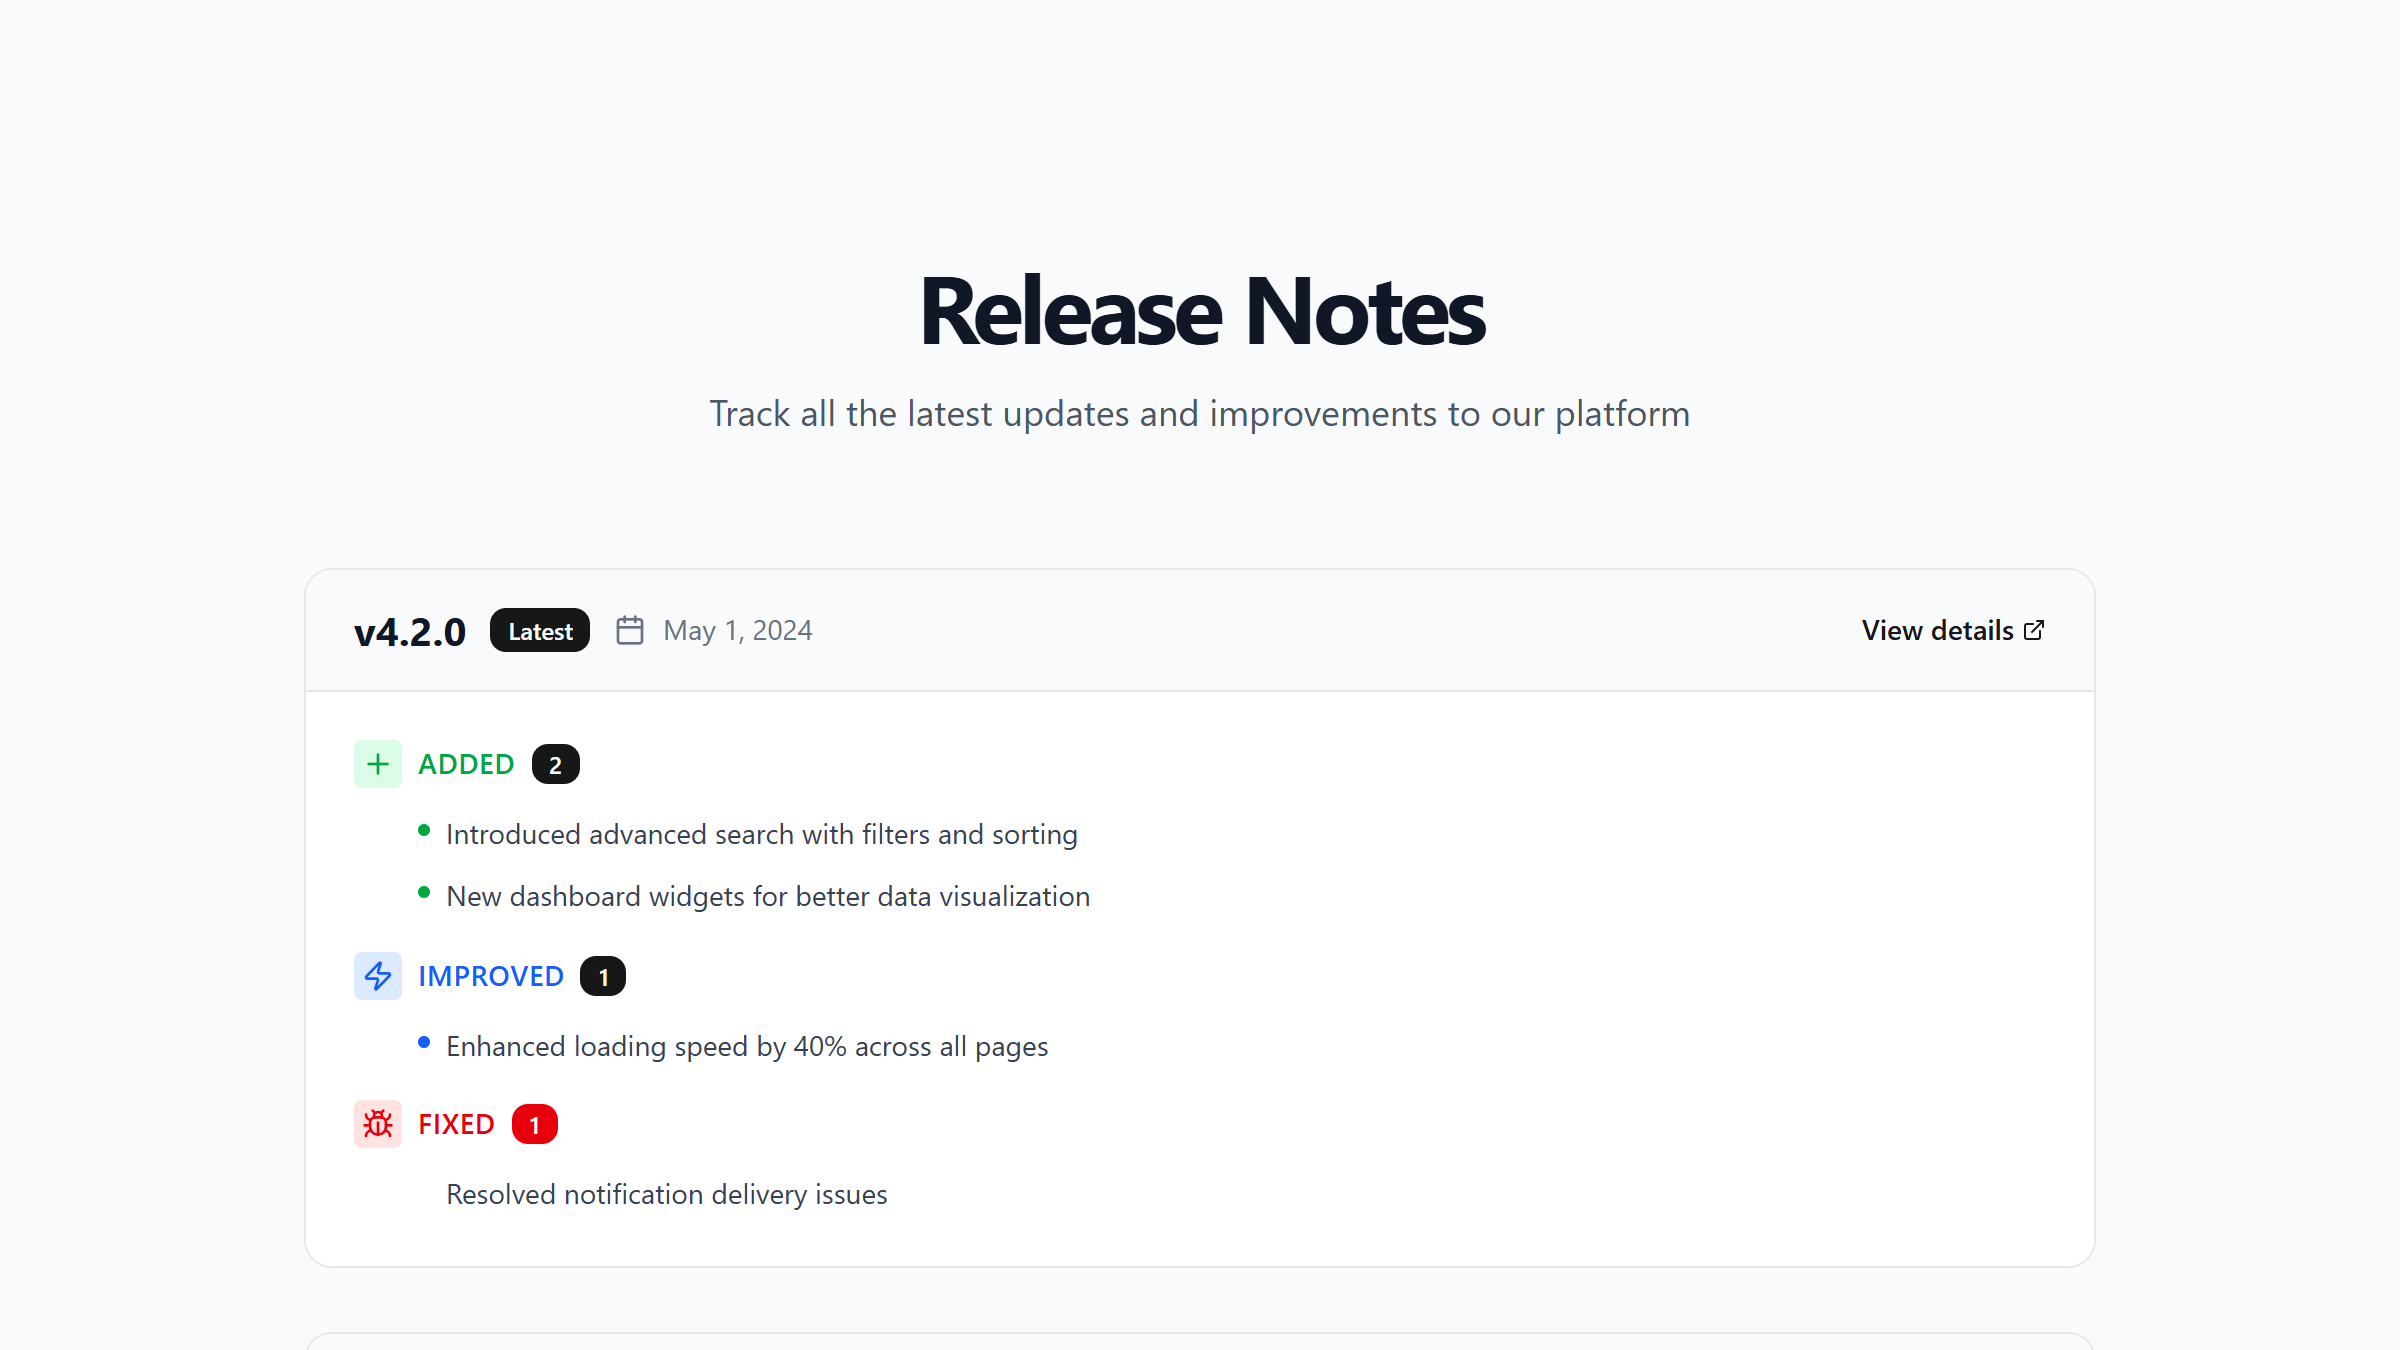 Release Notes
Track all the latest updates and improvements to our platform
v4.2.0 Latest May 1, 2024 View details
ADDED 2
Introduced advanced search with filters and sorting
New dashboard widgets for better data visualization
IMPROVED 1
Enhanced loading speed by 40% across all pages
FIXED 1
Resolved notification delivery issues